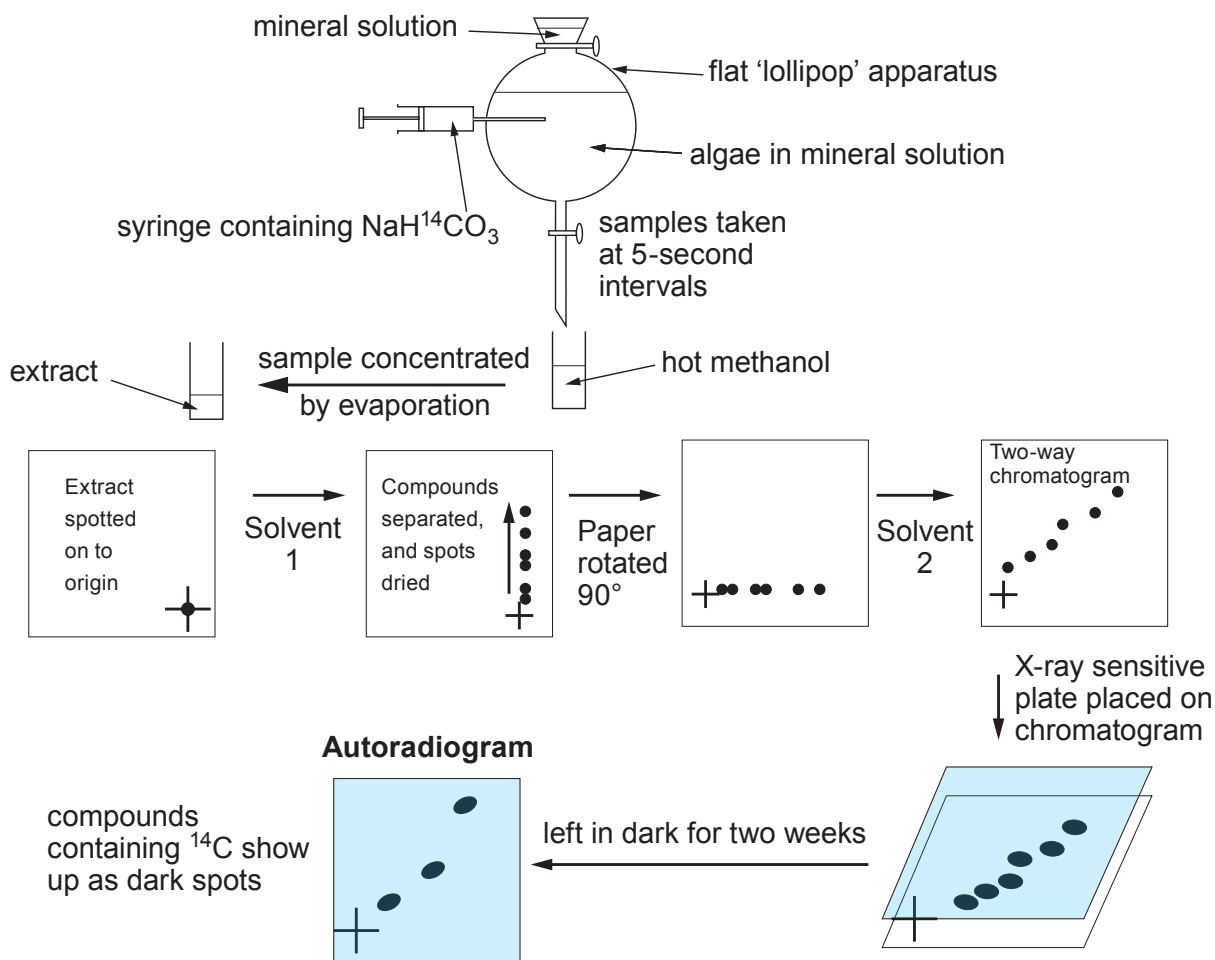 mineral solution
flat ‘lollipop’ apparatus
algae in mineral solution
syringe containing NaH¹⁴CO₃
samples taken
at 5-second
intervals
extract
sample concentrated
by evaporation
hot methanol
Extract
spotted
on to
origin
Solvent
1
Compounds
separated,
and spots
dried
Paper
rotated
90°
Solvent
2
Two-way
chromatogram
X-ray sensitive
plate placed on
chromatogram
Autoradiogram
compounds
containing ¹⁴C show
up as dark spots
left in dark for two weeks